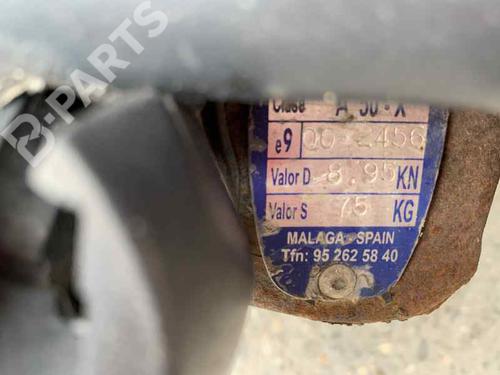 B-PARTS
Clase A 50-X
e9 00-2456
Valor D 8.95 KN
Valor S 75 KG
MALAGA - SPAIN
Tfn: 95 262 58 40